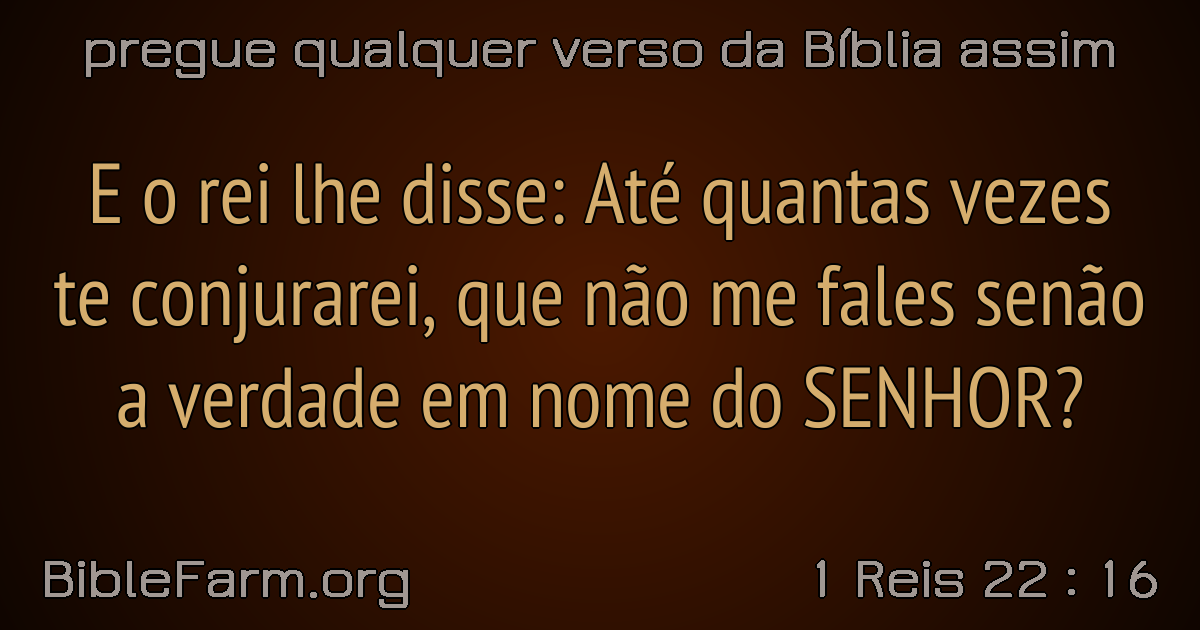 pregue qualquer verso da Bíblia assim
E o rei lhe disse: Até quantas vezes
te conjurarei, que não me fales senão
a verdade em nome do SENHOR?
BibleFarm.org
1 Reis 22 : 16